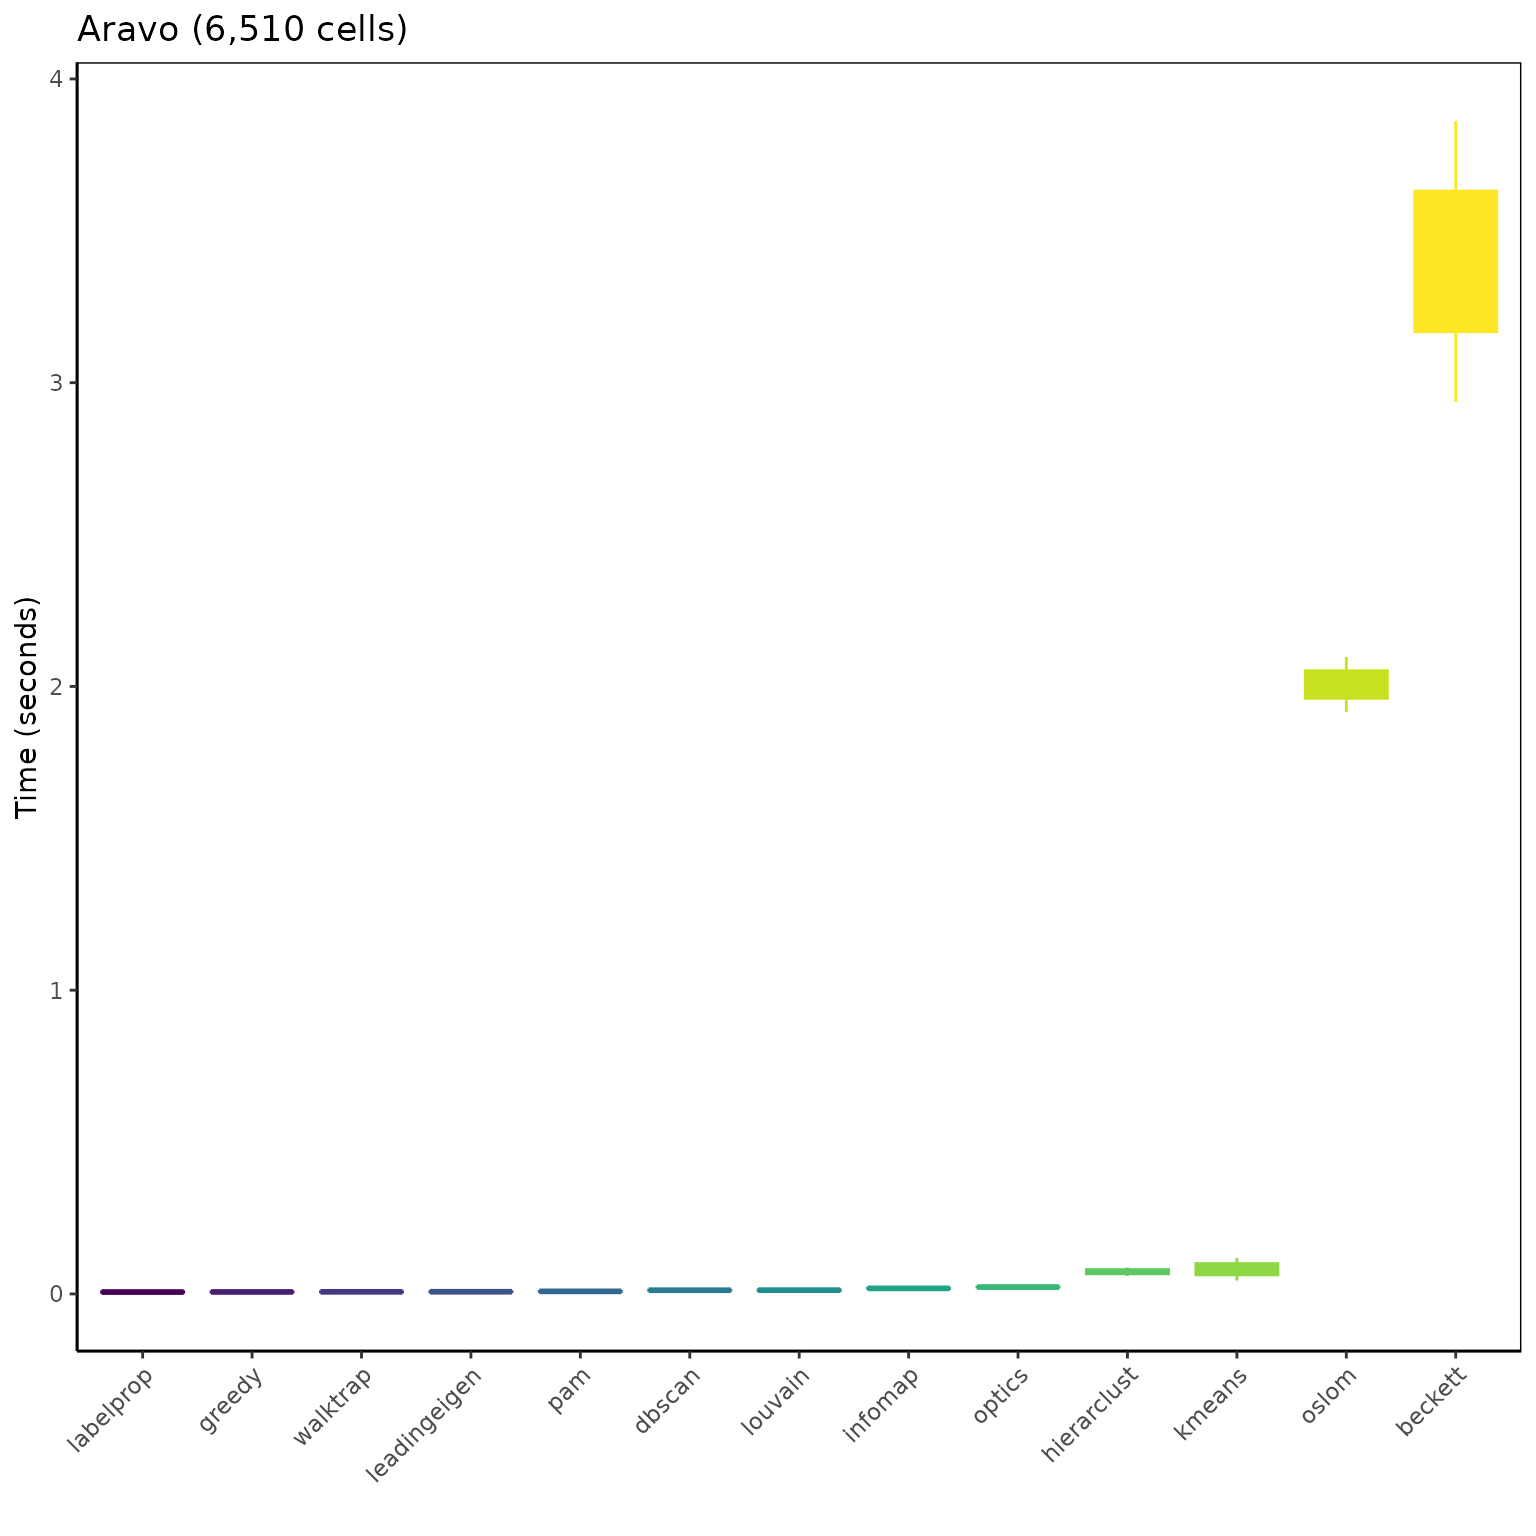 Aravo (6,510 cells)
Time (seconds)
4
3
2
1
0
labelprop
greedy
walktrap
leadingeigen
pam
dbscan
louvain
infomap
optics
hierarclust
kmeans
oslom
beckett